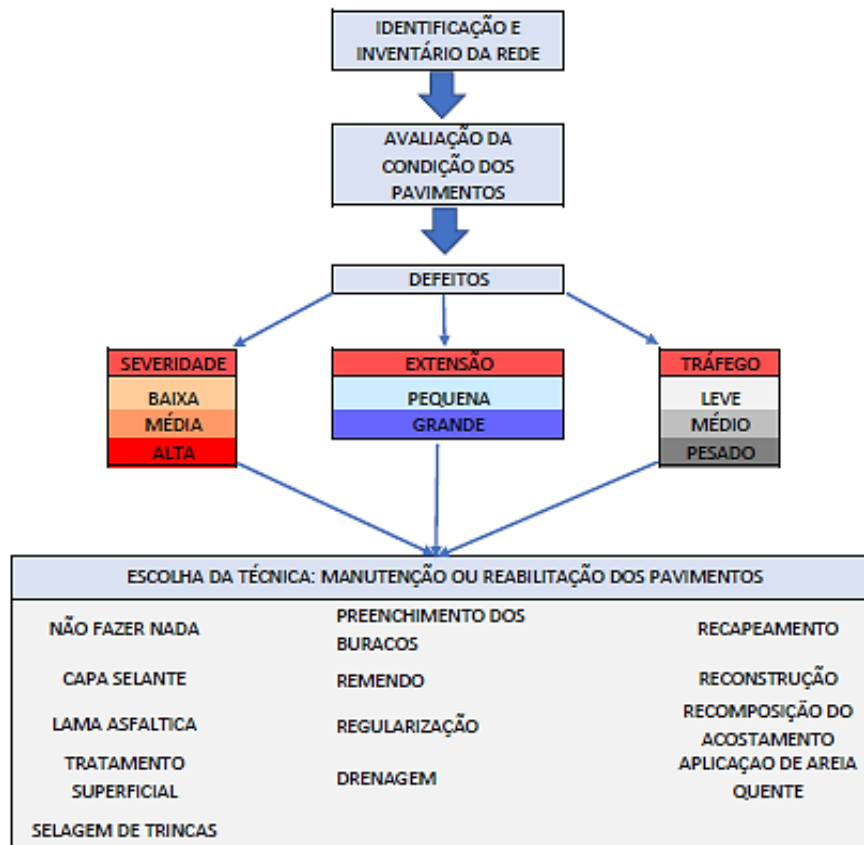 IDENTIFICAÇÃO E
INVENTÁRIO DA REDE
AVALIAÇÃO DA
CONDIÇÃO DOS
PAVIMENTOS
DEFEITOS
SEVERIDADE
BAIXA
MÉDIA
ALTA
EXTENSÃO
PEQUENA
GRANDE
TRÁFEGO
LEVE
MÉDIO
PESADO
ESCOLHA DA TÉCNICA: MANUTENÇÃO OU REABILITAÇÃO DOS PAVIMENTOS
NÃO FAZER NADA
CAPA SELANTE
LAMA ASFALTICA
TRATAMENTO
SUPERFICIAL
SELAGEM DE TRINCAS
PREENCHIMENTO DOS
BURACOS
REMENDO
REGULARIZAÇÃO
DRENAGEM
RECAPEAMENTO
RECONSTRUÇÃO
RECOMPOSIÇÃO DO
ACOSTAMENTO
APLICAÇAO DE AREIA
QUENTE